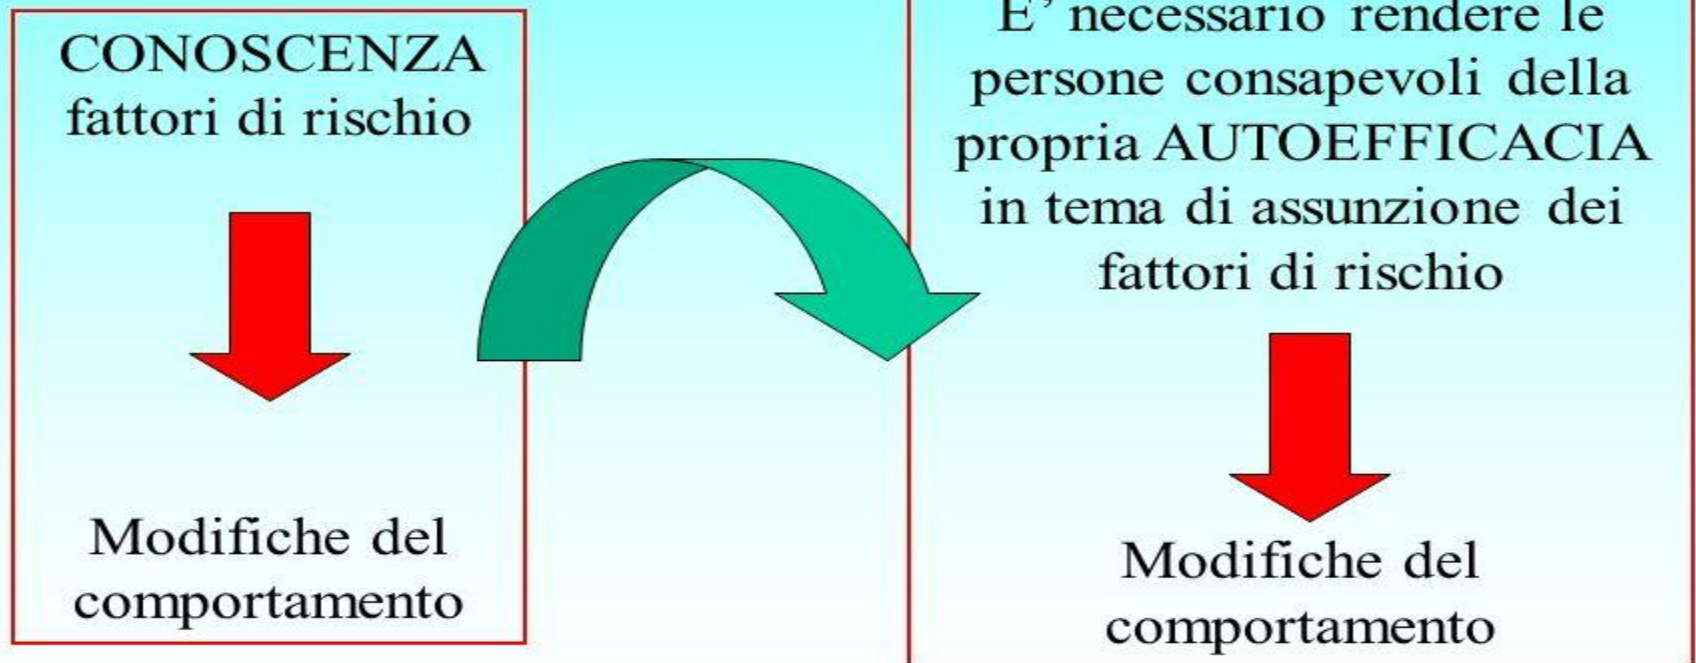 CONOSCENZA
fattori di rischio
Modifiche del
comportamento
E’ necessario rendere le
persone consapevoli della
propria AUTOEFFICACIA
in tema di assunzione dei
fattori di rischio
Modifiche del
comportamento